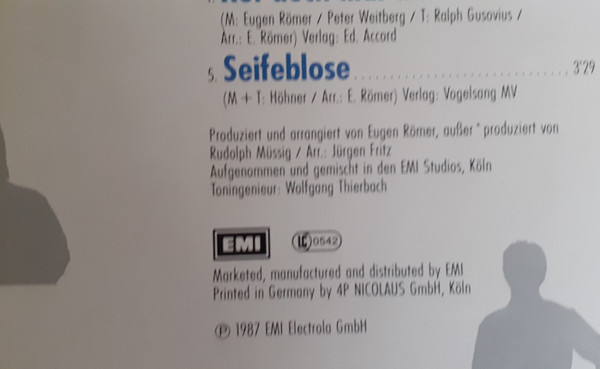 (M: Eugen Römer / Peter Weitberg / T: Ralph Gusovius /
Arr.: E. Römer) Verlag: Ed. Accord
5. Seifeblose 3'29
(M + T: Höhner / Arr.: E. Römer) Verlag: Vogelsang MV
Produziert und arrangiert von Eugen Römer, außer * produziert von
Rudolph Müssig / Arr.: Jürgen Fritz
Aufgenommen und gemischt in den EMI Studios, Köln
Toningenieur: Wolfgang Thierbach
EMI LC 0542
Marketed, manufactured and distributed by EMI
Printed in Germany by 4P NICOLAUS GmbH, Köln
℗ 1987 EMI Electrola GmbH